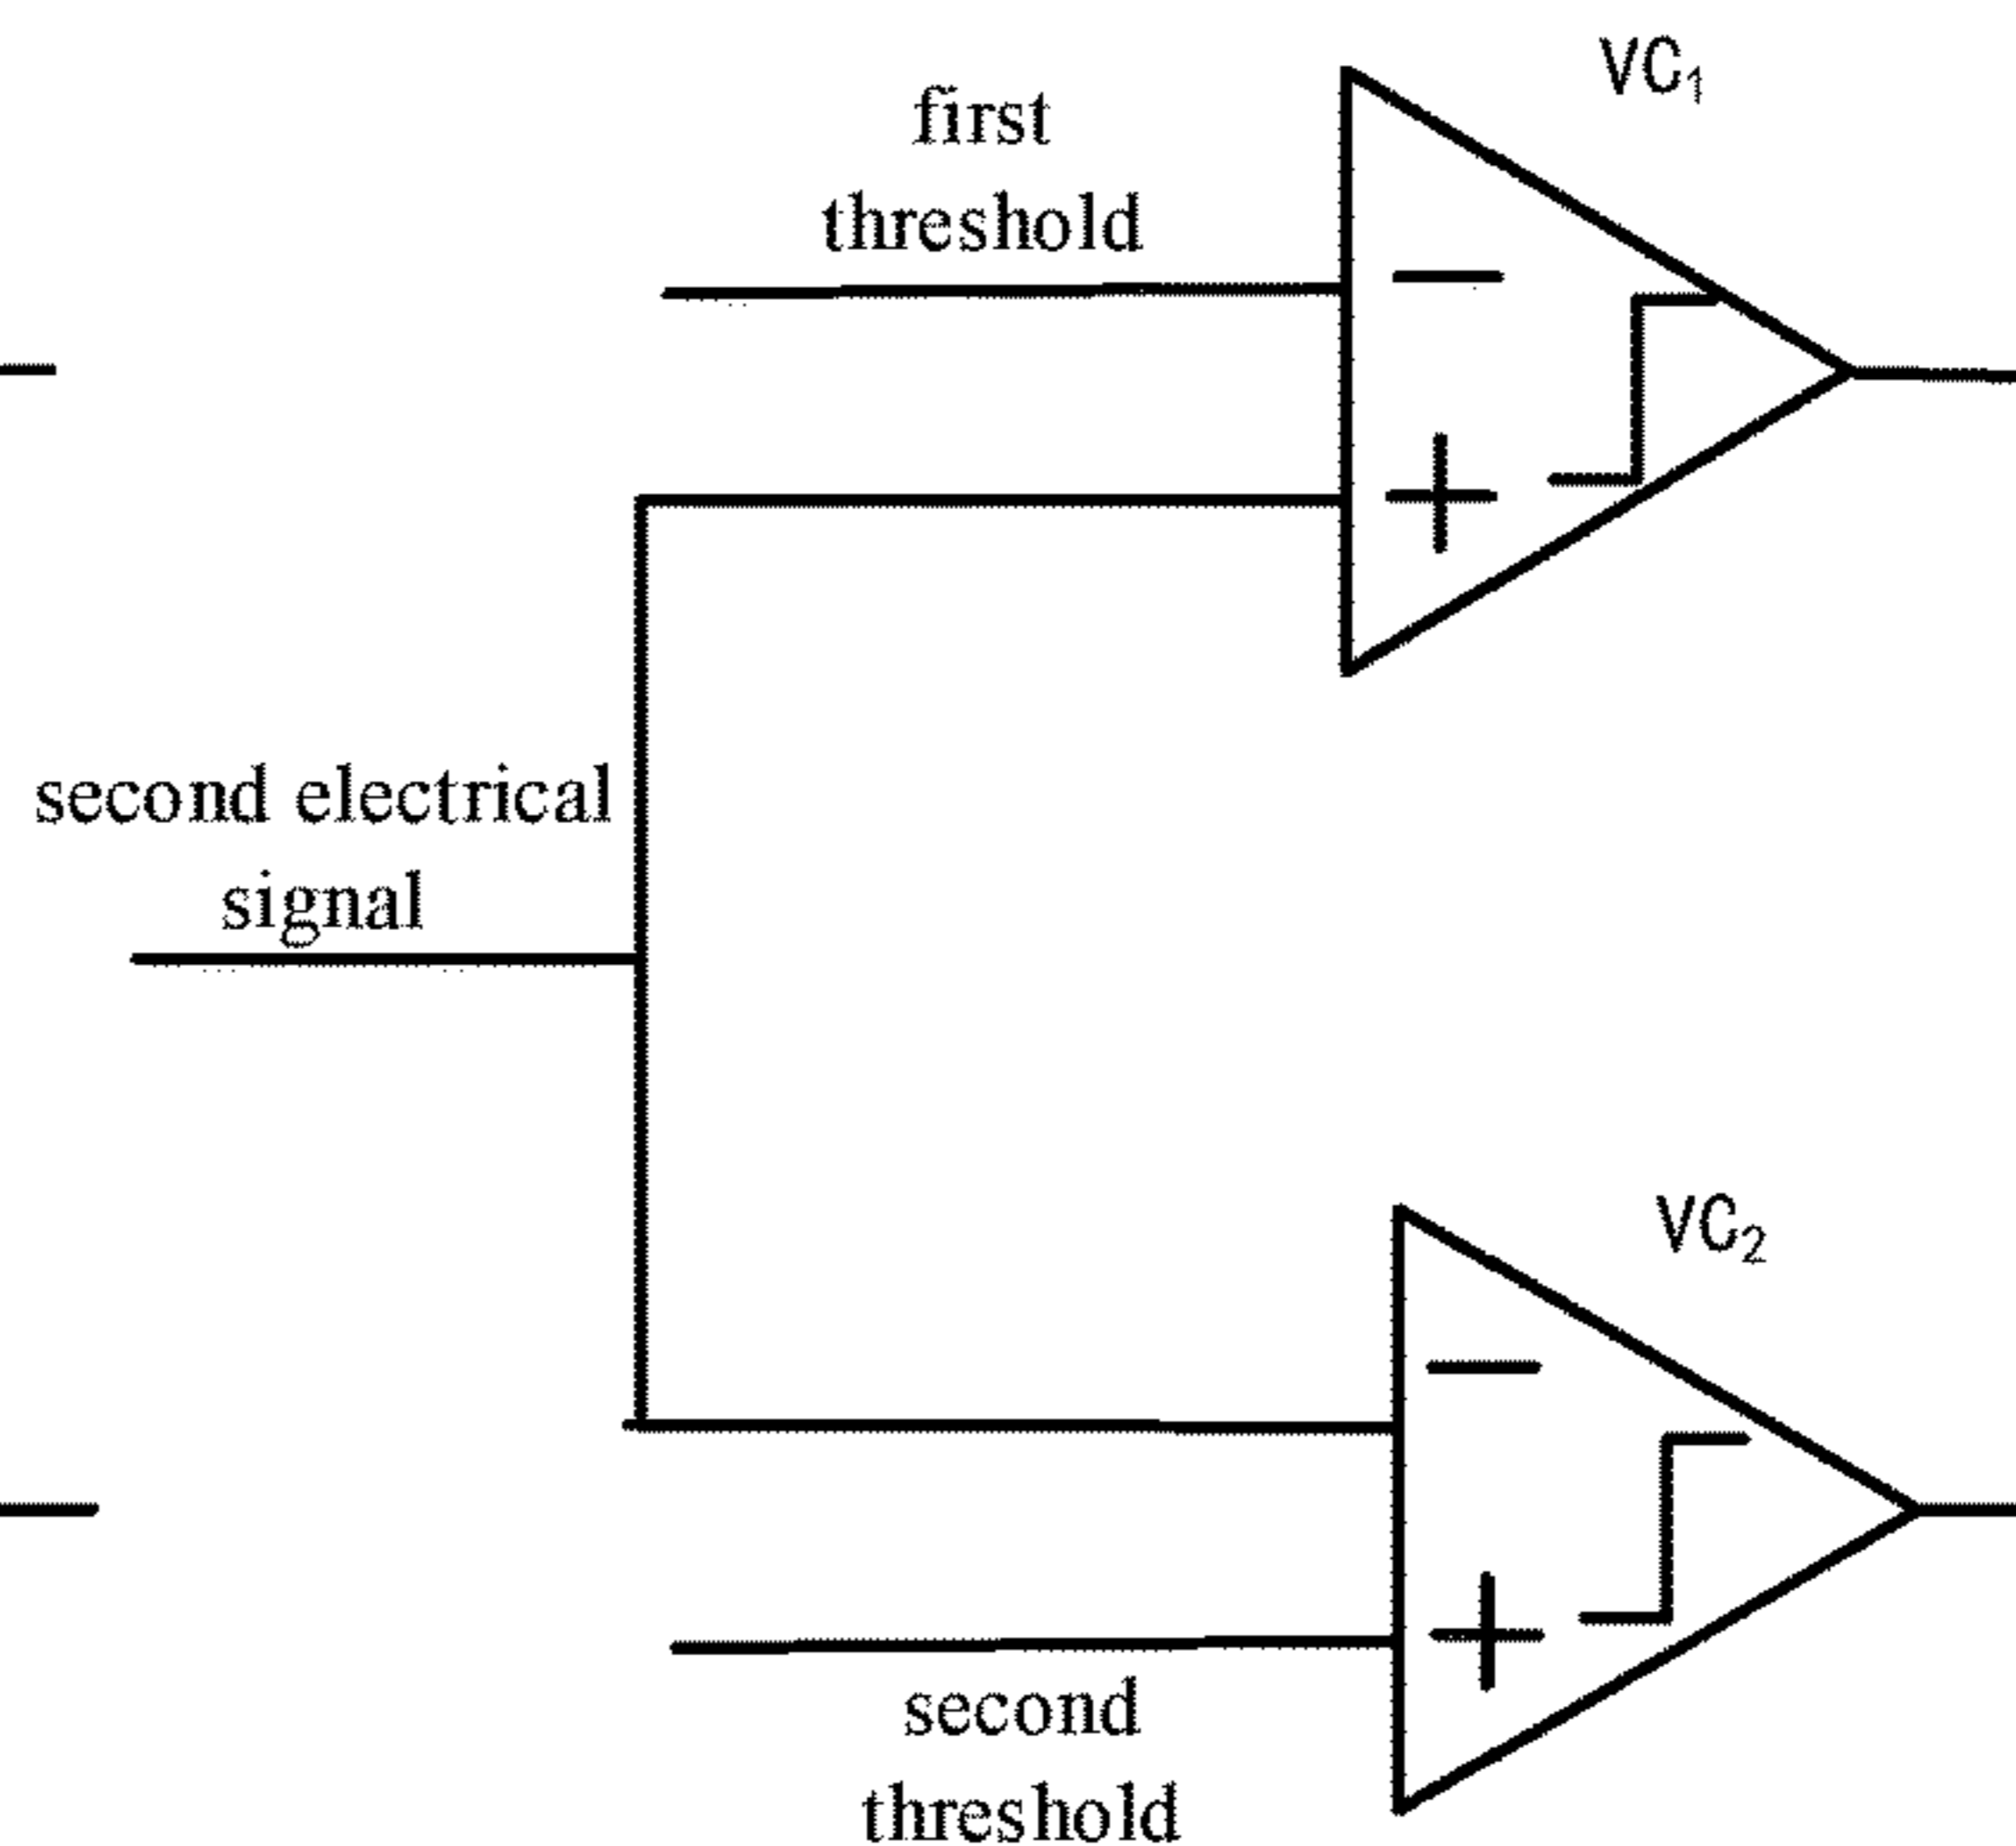 VC₁
first
threshold
−
+
second electrical
signal
VC₂
−
+
second
threshold